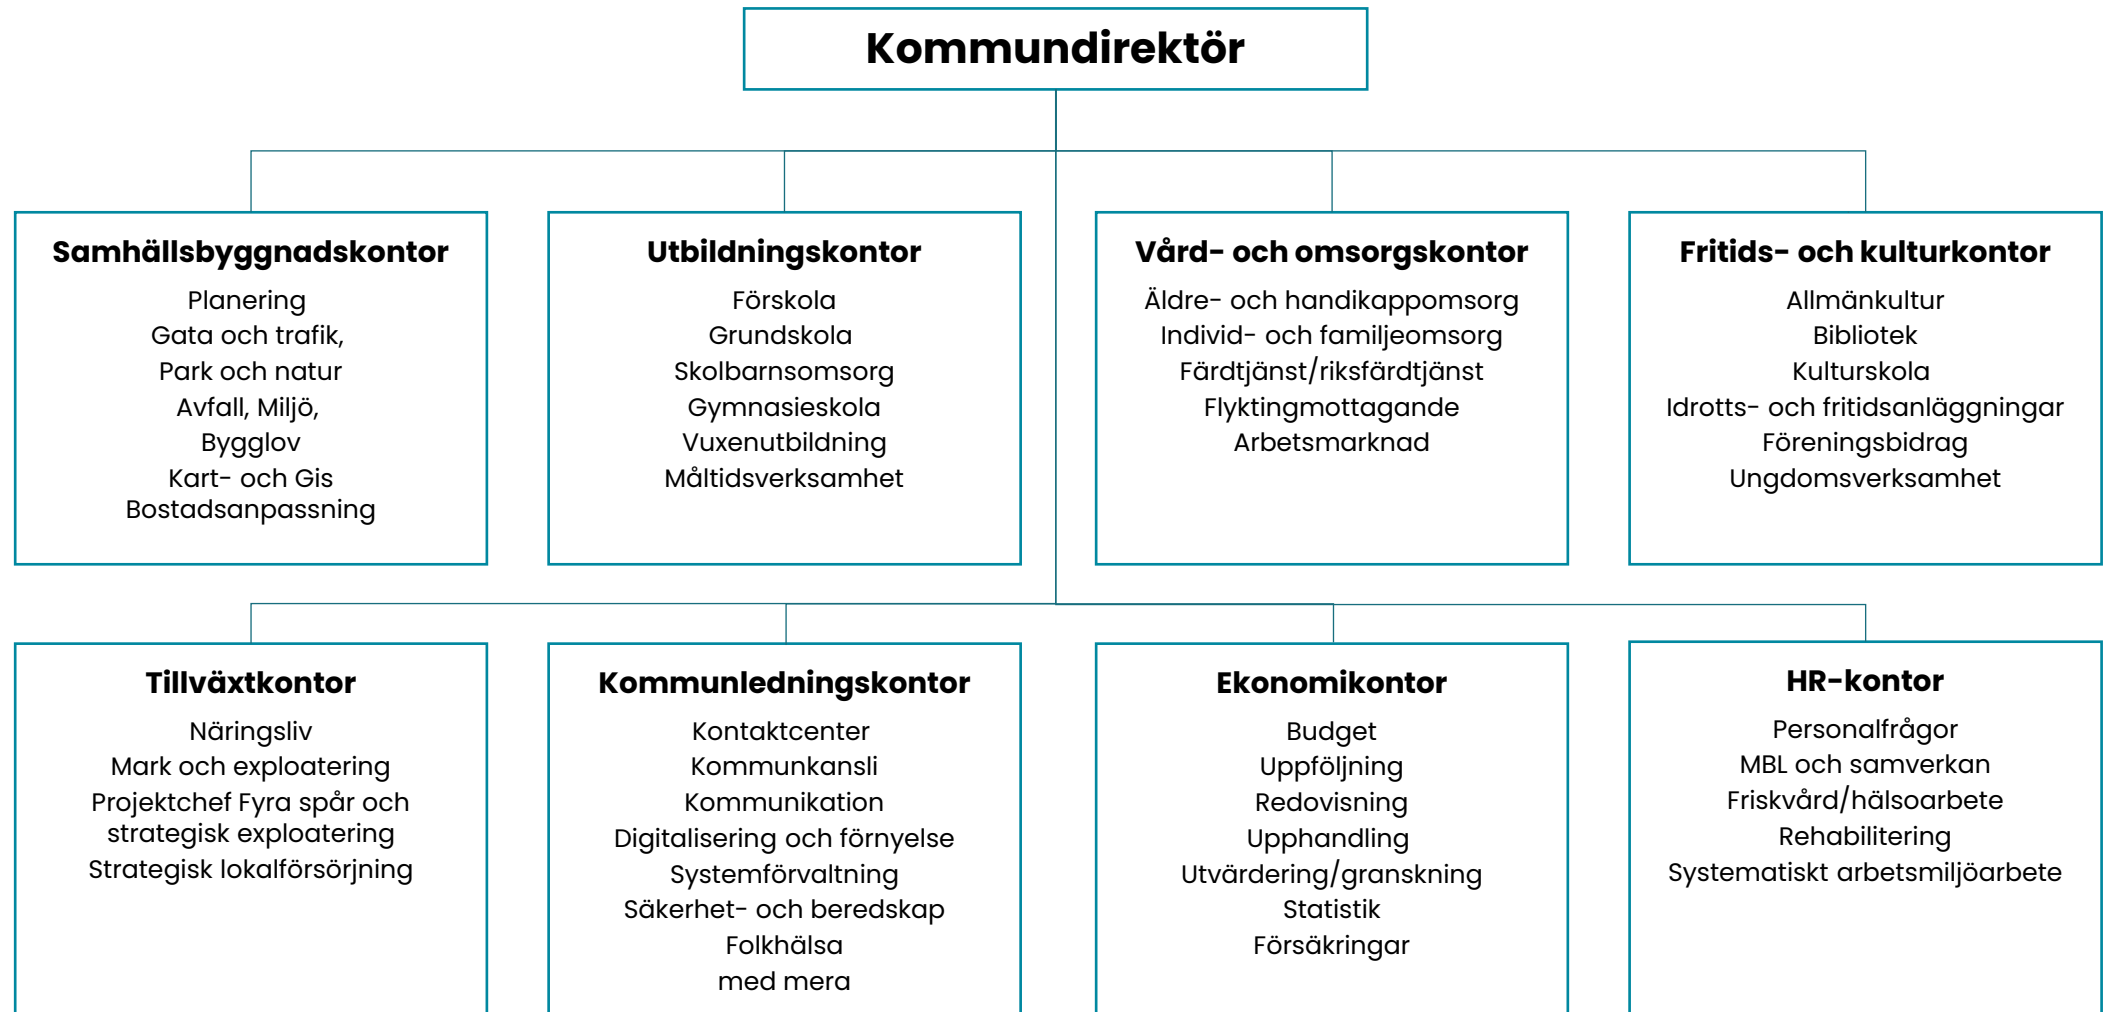 Kommundirektör
Samhällsbyggnadskontor
Planering
Gata och trafik,
Park och natur
Avfall, Miljö,
Bygglov
Kart- och Gis
Bostadsanpassning
Utbildningskontor
Förskola
Grundskola
Skolbarnsomsorg
Gymnasieskola
Vuxenutbildning
Måltidsverksamhet
Vård- och omsorgskontor
Äldre- och handikappomsorg
Individ- och familjeomsorg
Färdtjänst/riksfärdtjänst
Flyktingmottagande
Arbetsmarknad
Fritids- och kulturkontor
Allmänkultur
Bibliotek
Kulturskola
Idrotts- och fritidsanläggningar
Föreningsbidrag
Ungdomsverksamhet
Tillväxtkontor
Näringsliv
Mark och exploatering
Projektchef Fyra spår och
strategisk exploatering
Strategisk lokalförsörjning
Kommunledningskontor
Kontaktcenter
Kommunkansli
Kommunikation
Digitalisering och förnyelse
Systemförvaltning
Säkerhet- och beredskap
Folkhälsa
med mera
Ekonomikontor
Budget
Uppföljning
Redovisning
Upphandling
Utvärdering/granskning
Statistik
Försäkringar
HR-kontor
Personalfrågor
MBL och samverkan
Friskvård/hälsoarbete
Rehabilitering
Systematiskt arbetsmiljöarbete